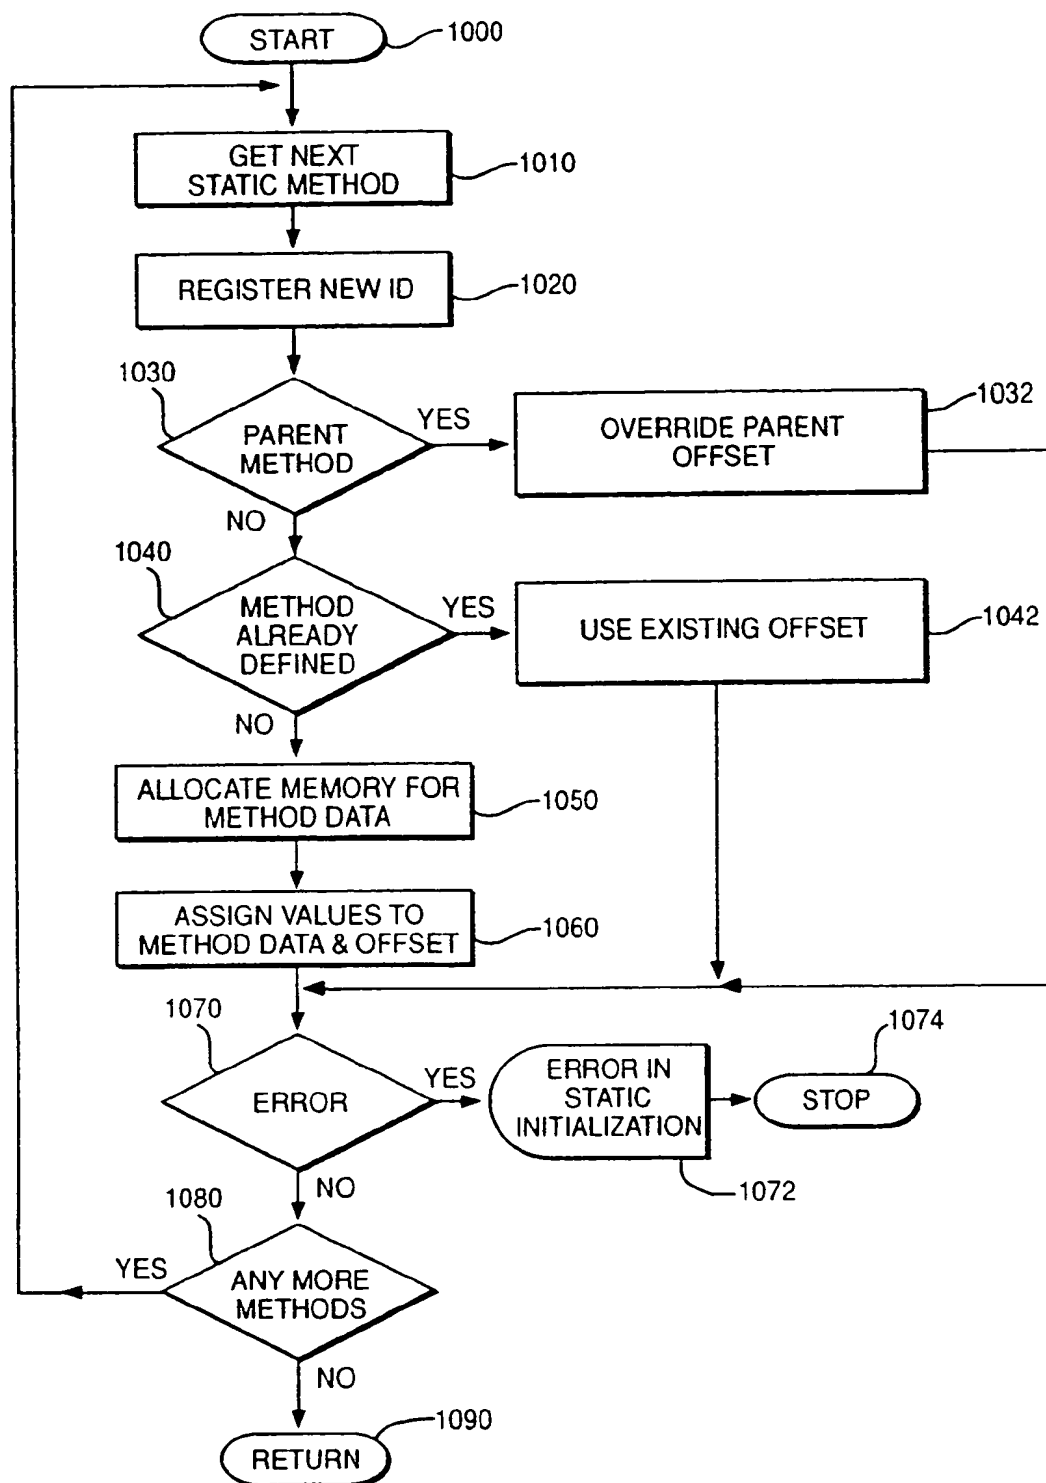 START
1000
GET NEXT
STATIC METHOD
1010
REGISTER NEW ID
1020
1030
PARENT
METHOD
YES
OVERRIDE PARENT
OFFSET
1032
NO
1040
METHOD
ALREADY
DEFINED
YES
USE EXISTING OFFSET
1042
NO
ALLOCATE MEMORY FOR
METHOD DATA
1050
ASSIGN VALUES TO
METHOD DATA & OFFSET
1060
1070
ERROR
YES
ERROR IN
STATIC
INITIALIZATION
1072
1074
STOP
NO
1080
YES
ANY MORE
METHODS
NO
RETURN
1090